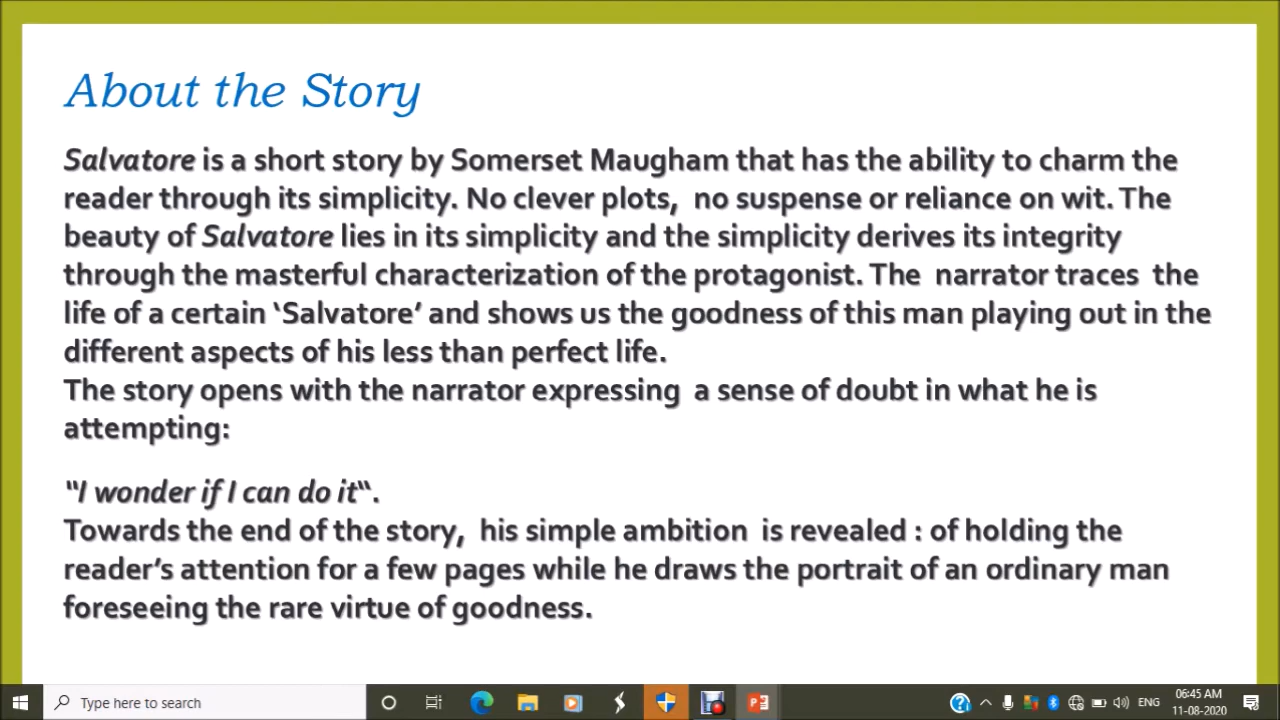 About the Story
Salvatore is a short story by Somerset Maugham that has the ability to charm the
reader through its simplicity. No clever plots,  no suspense or reliance on wit. The
beauty of Salvatore lies in its simplicity and the simplicity derives its integrity
through the masterful characterization of the protagonist. The  narrator traces  the
life of a certain ‘Salvatore’ and shows us the goodness of this man playing out in the
different aspects of his less than perfect life.
The story opens with the narrator expressing  a sense of doubt in what he is
attempting:
“I wonder if I can do it“.
Towards the end of the story,  his simple ambition  is revealed : of holding the
reader’s attention for a few pages while he draws the portrait of an ordinary man
foreseeing the rare virtue of goodness.
Type here to search
ENG
06:45 AM
11-08-2020